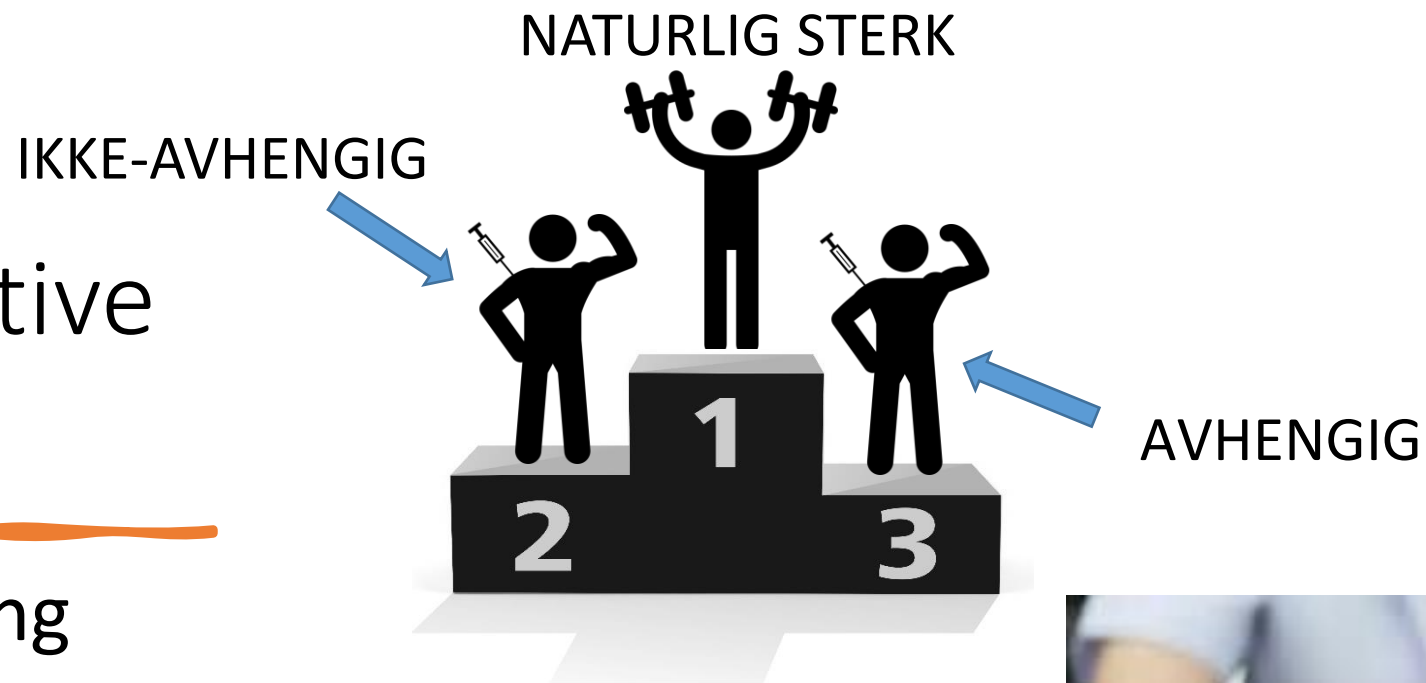 NATURLIG STERK
IKKE-AVHENGIG
tive
AVHENGIG
1
2
3
ng